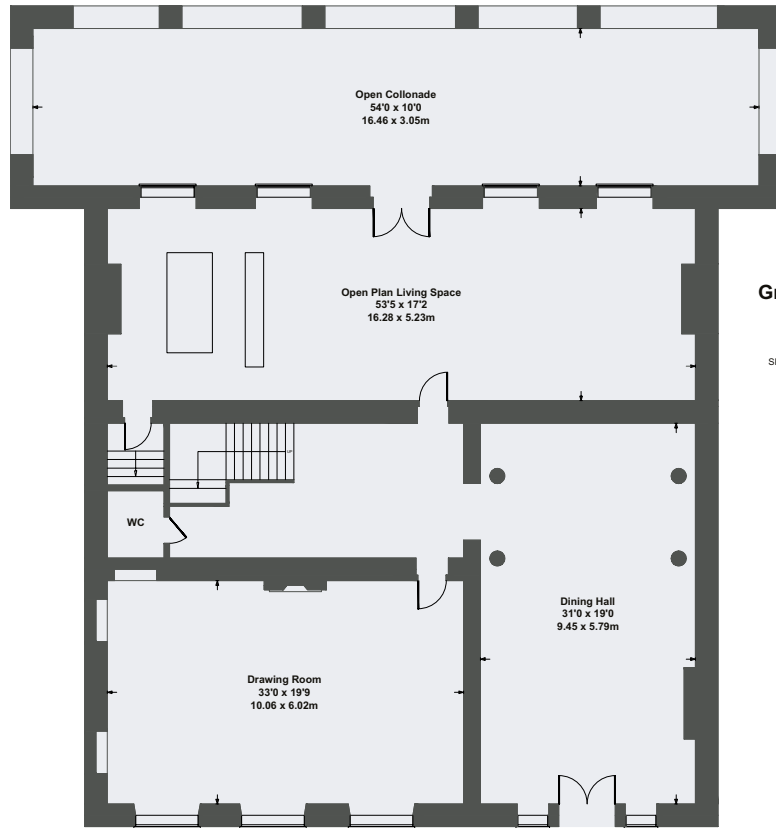 Open Collonade
54'0 x 10'0
16.46 x 3.05m
Open Plan Living Space
53'5 x 17'2
16.28 x 5.23m
Gr
UP
WC
Dining Hall
31'0 x 19'0
9.45 x 5.79m
Drawing Room
33'0 x 19'9
10.06 x 6.02m